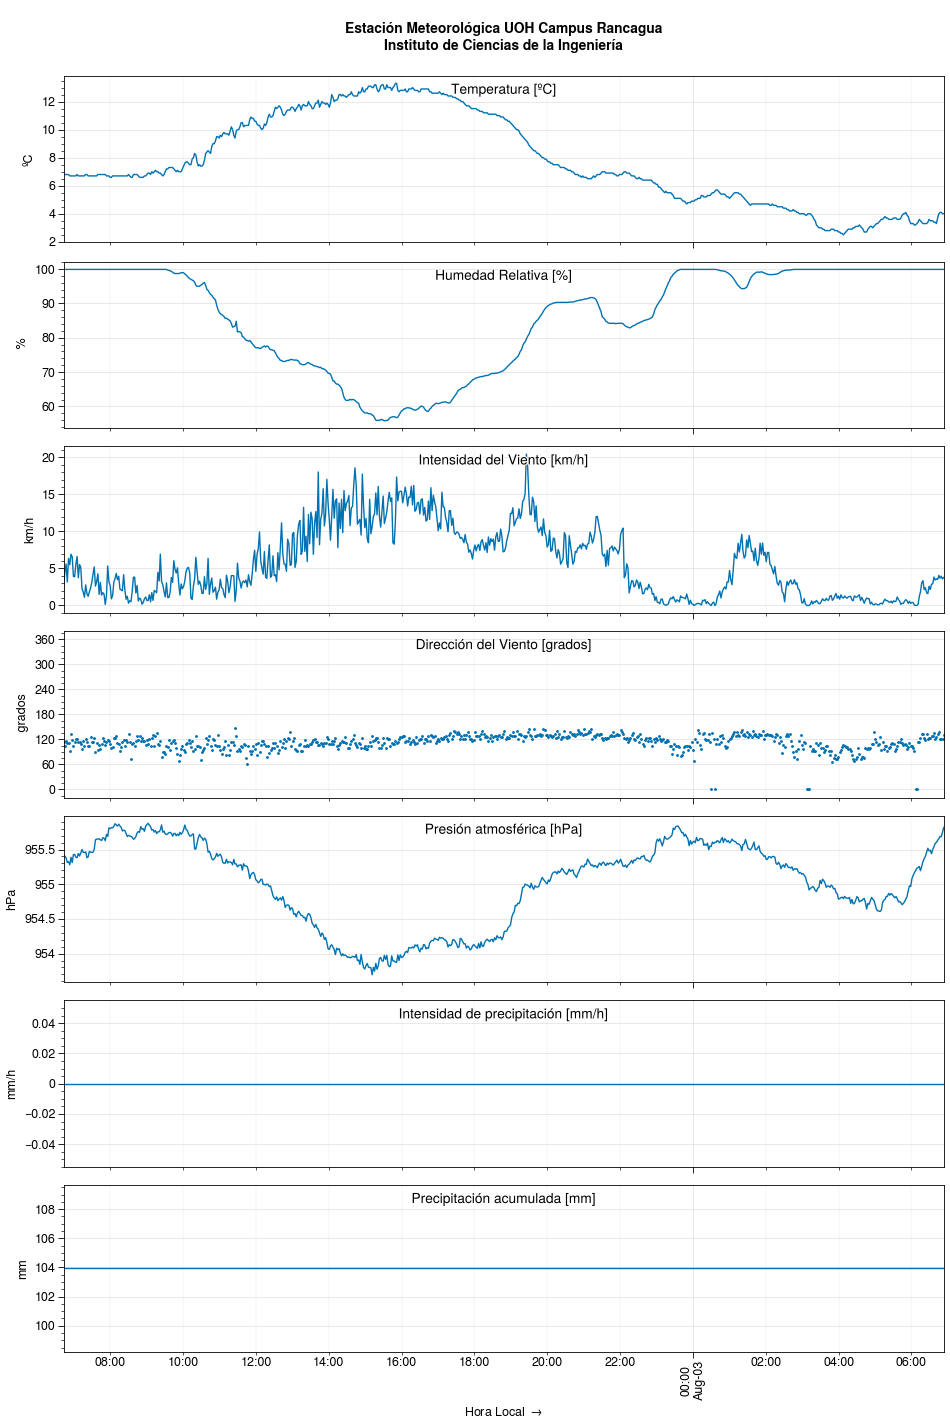 Estación Meteorológica UOH Campus Rancagua
Instituto de Ciencias de la Ingeniería
Temperatura [ºC]
ºC
12
10
8
6
4
2
Humedad Relativa [%]
%
100
90
80
70
60
Intensidad del Viento [km/h]
km/h
20
15
10
5
0
Dirección del Viento [grados]
grados
360
300
240
180
120
60
0
Presión atmosférica [hPa]
hPa
955.5
955
954.5
954
Intensidad de precipitación [mm/h]
mm/h
0.04
0.02
0
−0.02
−0.04
Precipitación acumulada [mm]
mm
108
106
104
102
100
08:00 10:00 12:00 14:00 16:00 18:00 20:00 22:00 00:00 02:00 04:00 06:00
Aug-03
Hora Local →